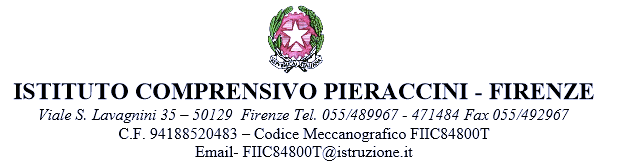 ISTITUTO COMPRENSIVO PIERACCINI - FIRENZE
Viale S. Lavagnini 35 – 50129 Firenze Tel. 055/489967 - 471484 Fax 055/492967
C.F. 94188520483 – Codice Meccanografico FIIC84800T
Email- FIIC84800T@istruzione.it